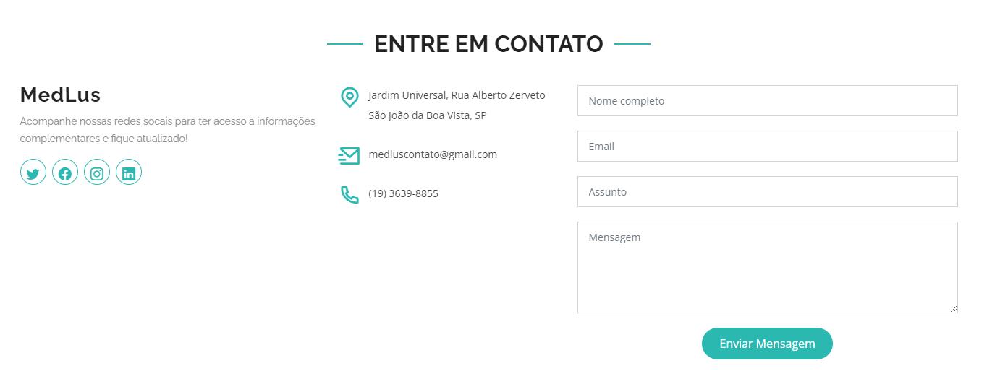 ENTRE EM CONTATO
MedLus
Acompanhe nossas redes socais para ter acesso a informações
complementares e fique atualizado!
Jardim Universal, Rua Alberto Zerveto
São João da Boa Vista, SP
medluscontato@gmail.com
(19) 3639-8855
Nome completo
Email
Assunto
Mensagem
Enviar Mensagem